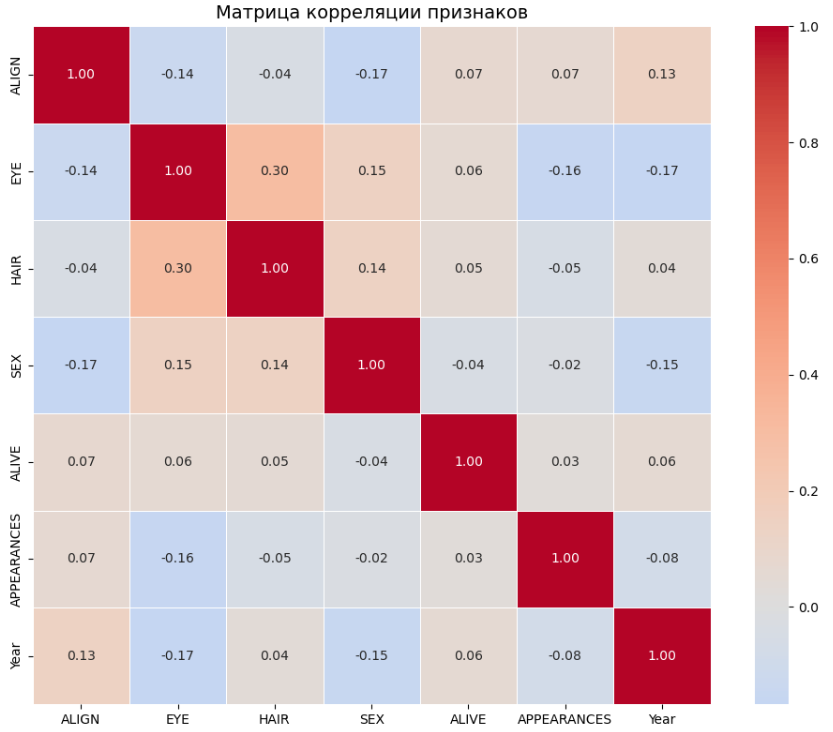 Матрица корреляции признаков
ALIGN 1.00 -0.14 -0.04 -0.17 0.07 0.07 0.13
EYE -0.14 1.00 0.30 0.15 0.06 -0.16 -0.17
HAIR -0.04 0.30 1.00 0.14 0.05 -0.05 0.04
SEX -0.17 0.15 0.14 1.00 -0.04 -0.02 -0.15
ALIVE 0.07 0.06 0.05 -0.04 1.00 0.03 0.06
APPEARANCES 0.07 -0.16 -0.05 -0.02 0.03 1.00 -0.08
Year 0.13 -0.17 0.04 -0.15 0.06 -0.08 1.00
ALIGN EYE HAIR SEX ALIVE APPEARANCES Year
1.0
0.8
0.6
0.4
0.2
0.0